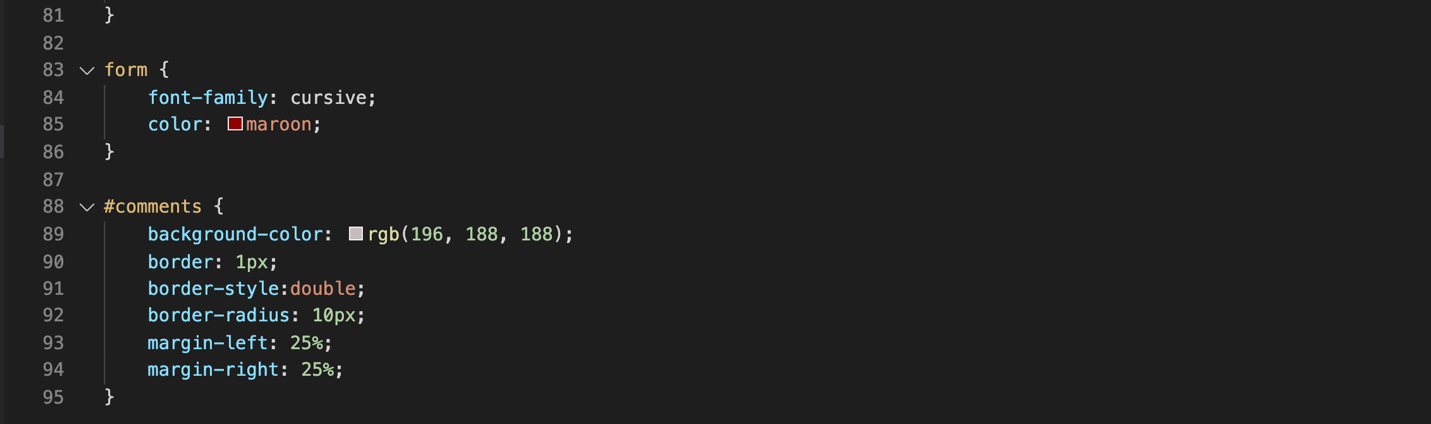 81 }
82
83 form {
84 font-family: cursive;
85 color: maroon;
86 }
87
88 #comments {
89 background-color: rgb(196, 188, 188);
90 border: 1px;
91 border-style:double;
92 border-radius: 10px;
93 margin-left: 25%;
94 margin-right: 25%;
95 }